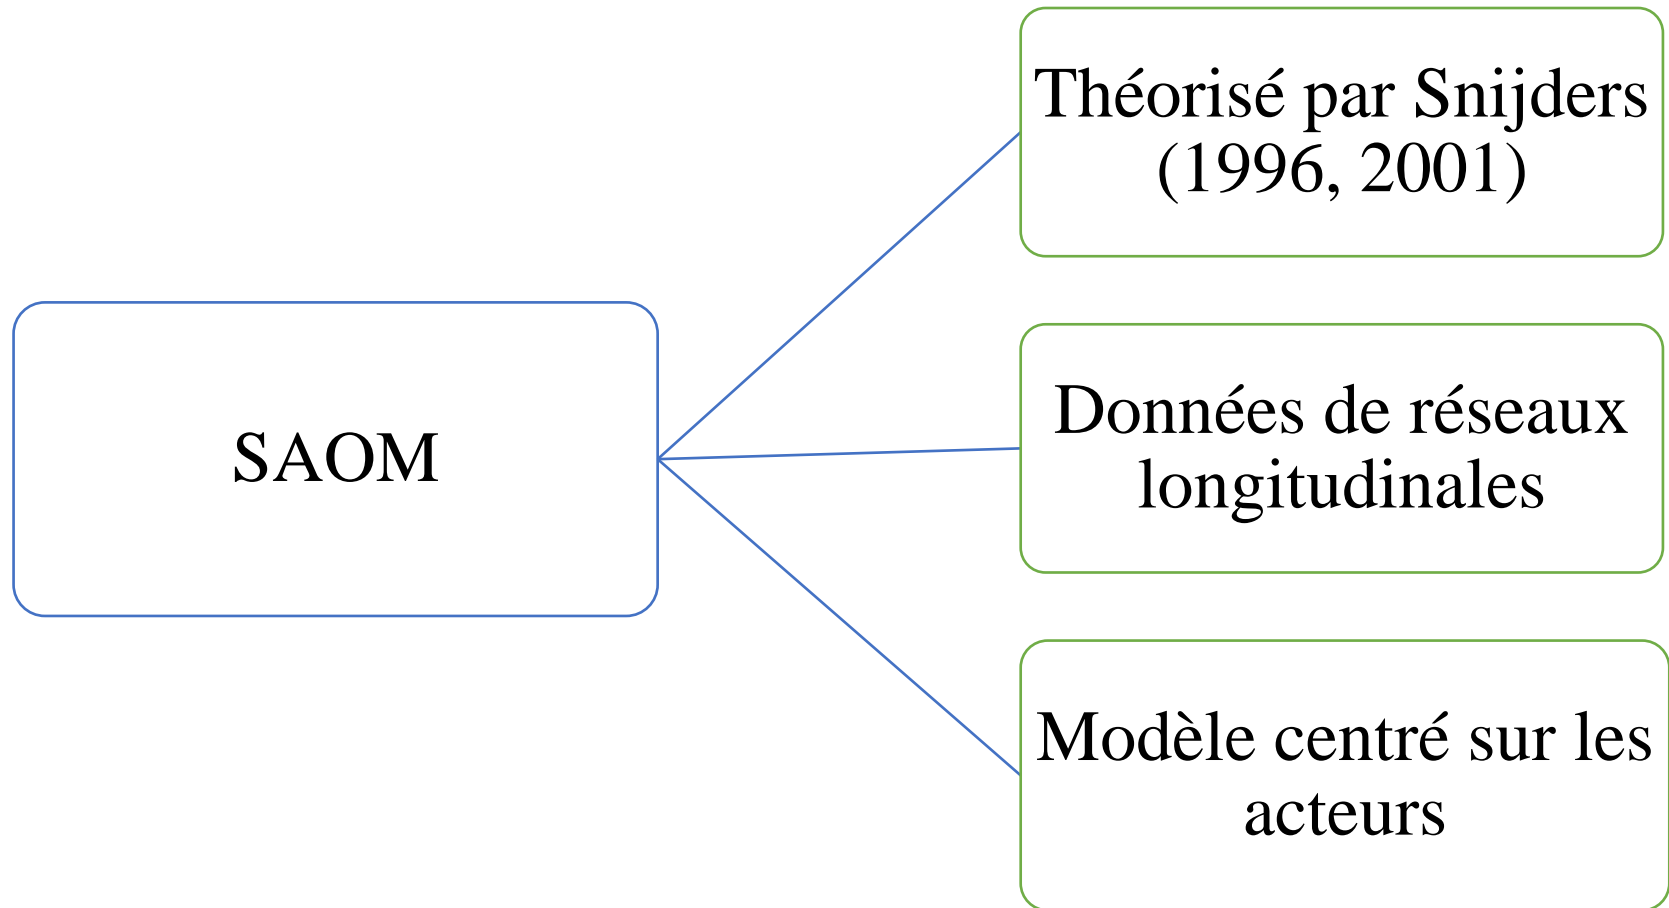 SAOM
Théorisé par Snijders
(1996, 2001)
Données de réseaux
longitudinales
Modèle centré sur les
acteurs